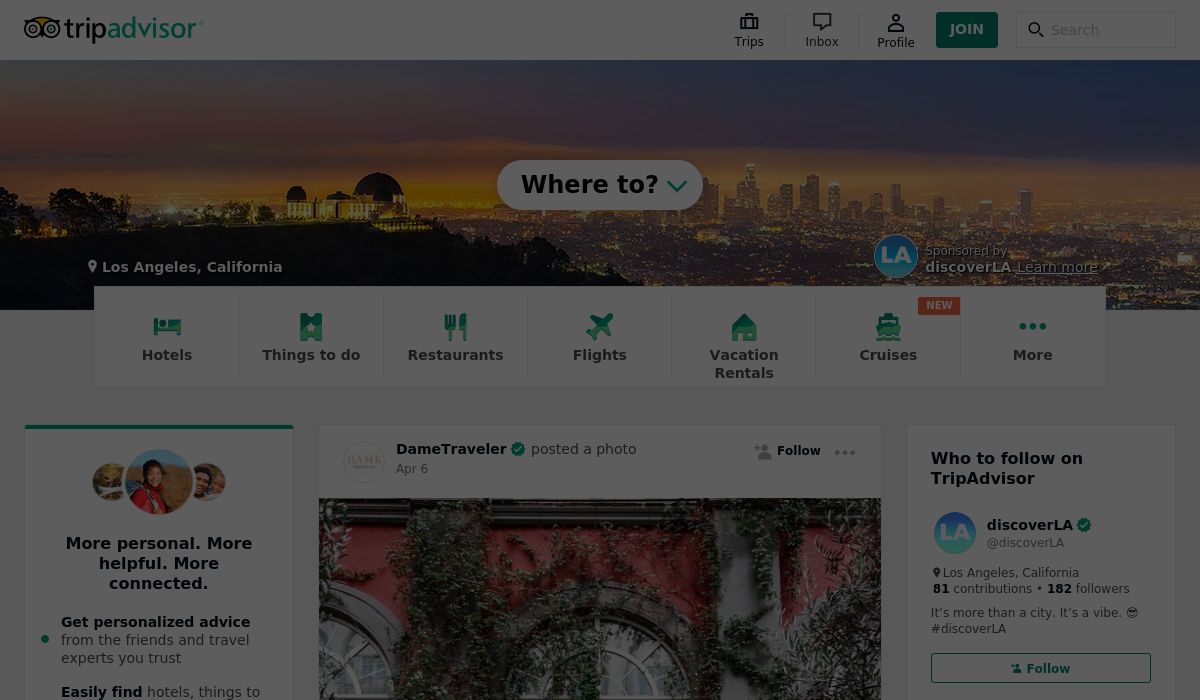 tripadvisor
Trips
Inbox
Profile
JOIN
Search
Where to?
Los Angeles, California
LA
Sponsored by
discoverLA Learn more
Hotels
Things to do
Restaurants
Flights
Vacation
Rentals
NEW
Cruises
More
More personal. More
helpful. More
connected.
Get personalized advice
from the friends and travel
experts you trust
Easily find hotels, things to
DAME
DameTraveler posted a photo
Apr 6
Follow
Who to follow on
TripAdvisor
LA
discoverLA
@discoverLA
Los Angeles, California
81 contributions • 182 followers
It’s more than a city. It’s a vibe. 😎
#discoverLA
Follow